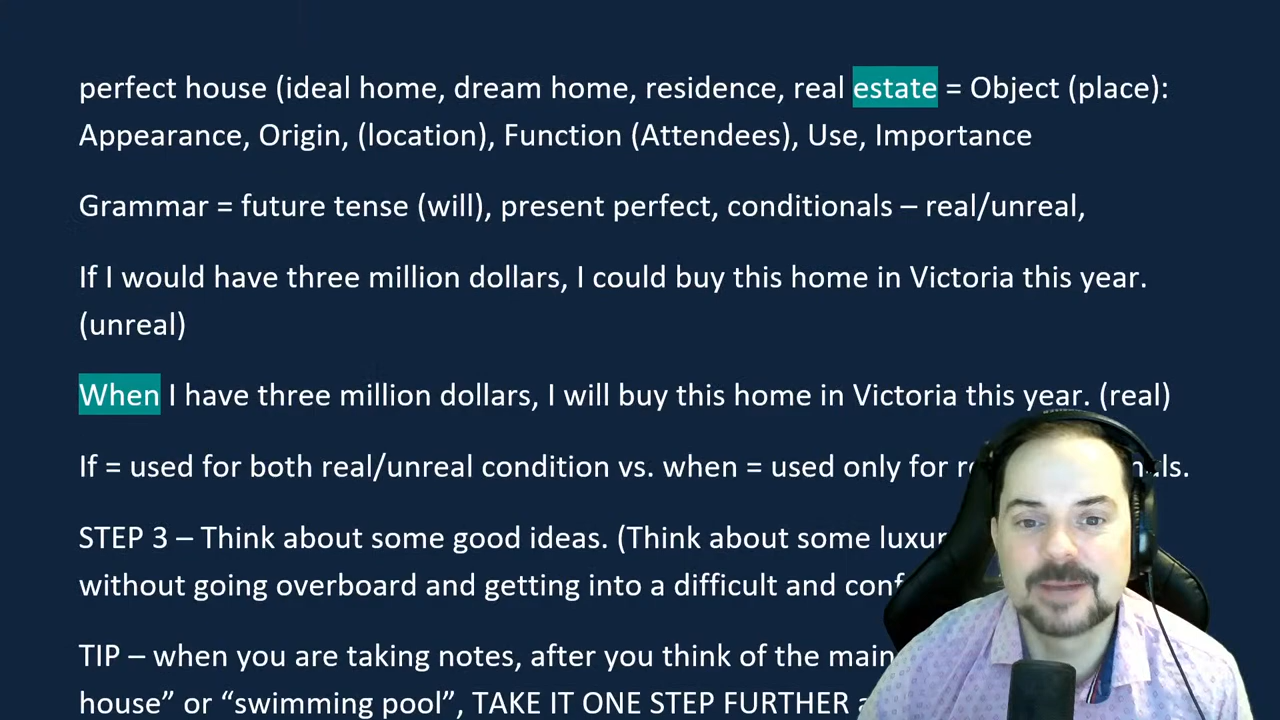 perfect house (ideal home, dream home, residence, real estate = Object (place):
Appearance, Origin, (location), Function (Attendees), Use, Importance
Grammar = future tense (will), present perfect, conditionals – real/unreal,
If I would have three million dollars, I could buy this home in Victoria this year.
(unreal)
When I have three million dollars, I will buy this home in Victoria this year. (real)
If = used for both real/unreal condition vs. when = used only for
STEP 3 – Think about some good ideas. (Think about some
without going overboard and getting into a difficult and
TIP – when you are taking notes, after you think of the main
house” or “swimming pool”, TAKE IT ONE STEP FURTHER